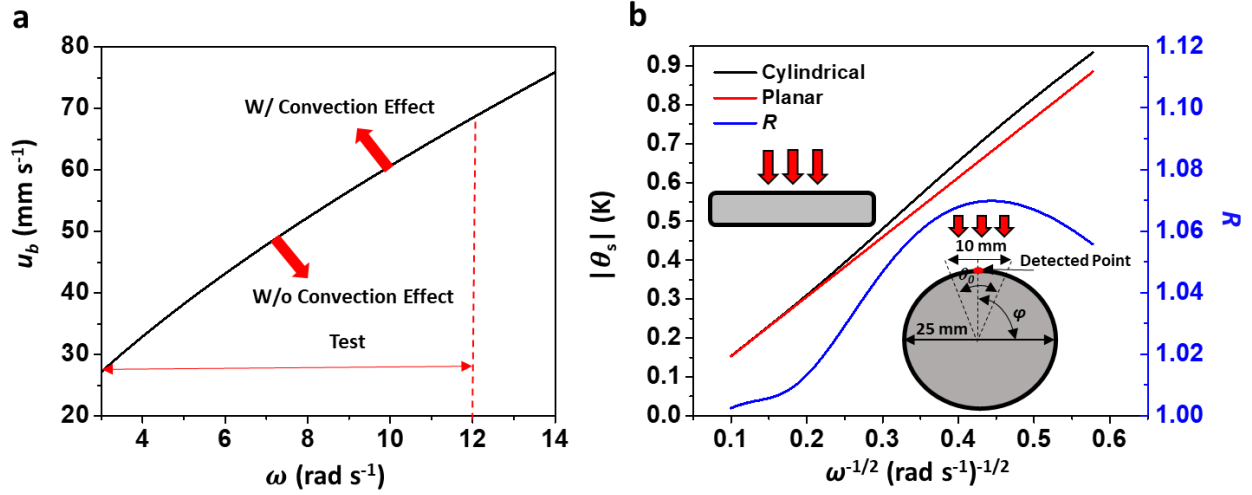 a
80
70
60
50
40
30
20
u_b (mm s⁻¹)
W/ Convection Effect
W/o Convection Effect
Test
4
6
8
10
12
14
ω (rad s⁻¹)
b
0.9
0.8
0.7
0.6
0.5
0.4
0.3
0.2
0.1
0.0
|θ_s| (K)
Cylindrical
Planar
R
10 mm
Detected Point
θ₀
φ
25 mm
1.12
1.10
1.08
1.06
1.04
1.02
1.00
R
0.1
0.2
0.3
0.4
0.5
0.6
ω^-1/2 (rad s⁻¹)^-1/2